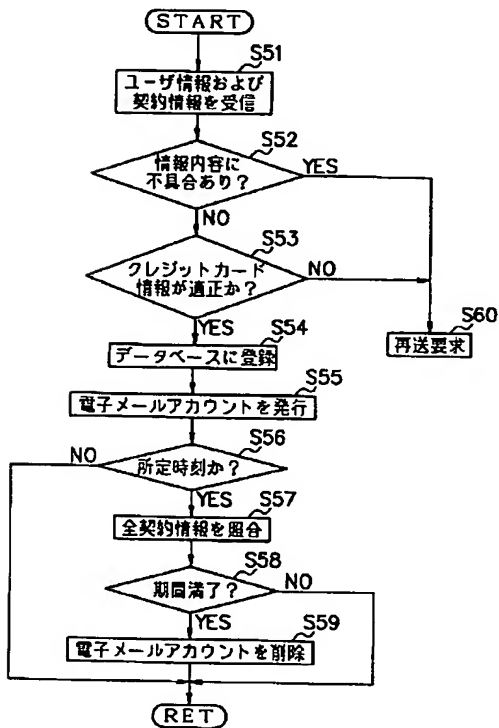 START
S51
ユーザ情報および
契約情報を受信
S52
情報内容に
不具合あり?
YES
NO
S53
クレジットカード
情報が適正か?
NO
YES
S60
再送要求
S54
データベースに登録
S55
電子メールアカウントを発行
S56
所定時刻か?
NO
YES
S57
全契約情報を照合
S58
期間満了?
NO
YES
S59
電子メールアカウントを削除
RET